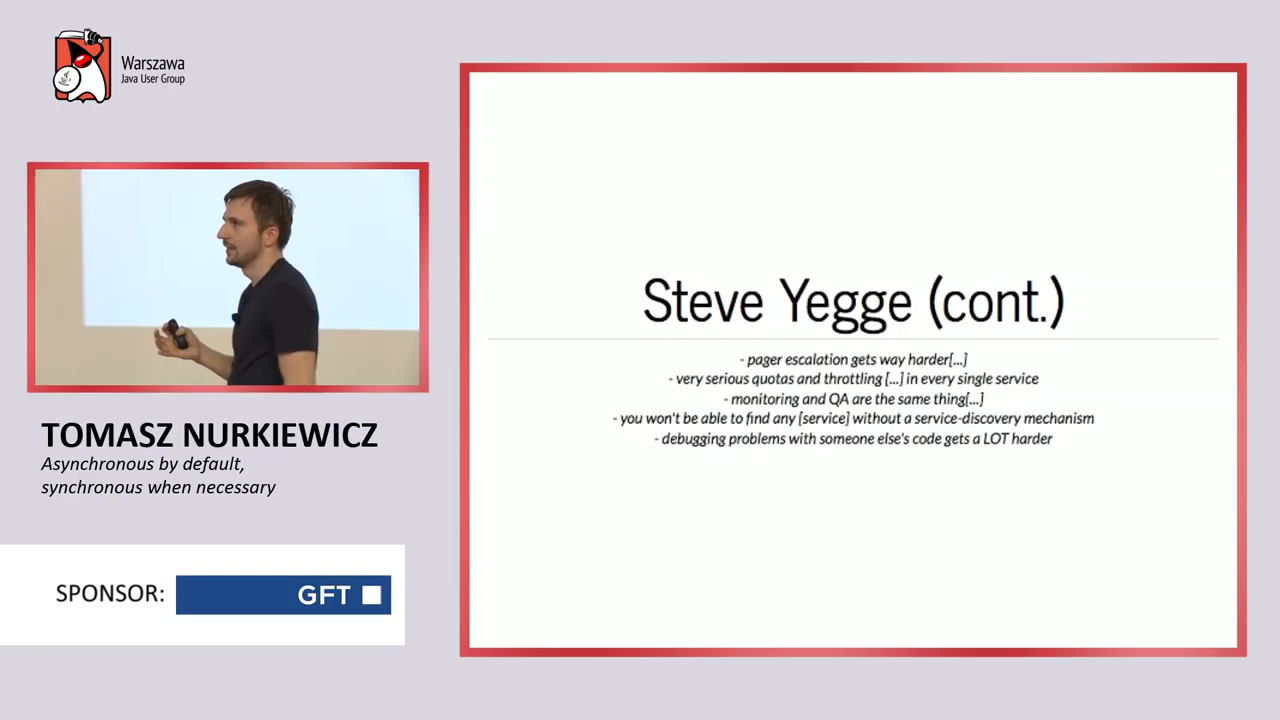 Warszawa
Java User Group
TOMASZ NURKIEWICZ
Asynchronous by default,
synchronous when necessary
SPONSOR:
GFT
Steve Yegge (cont.)
- pager escalation gets way harder[...]
- very serious quotas and throttling [...] in every single service
- monitoring and QA are the same thing[...]
- you won't be able to find any [service] without a service-discovery mechanism
- debugging problems with someone else's code gets a LOT harder